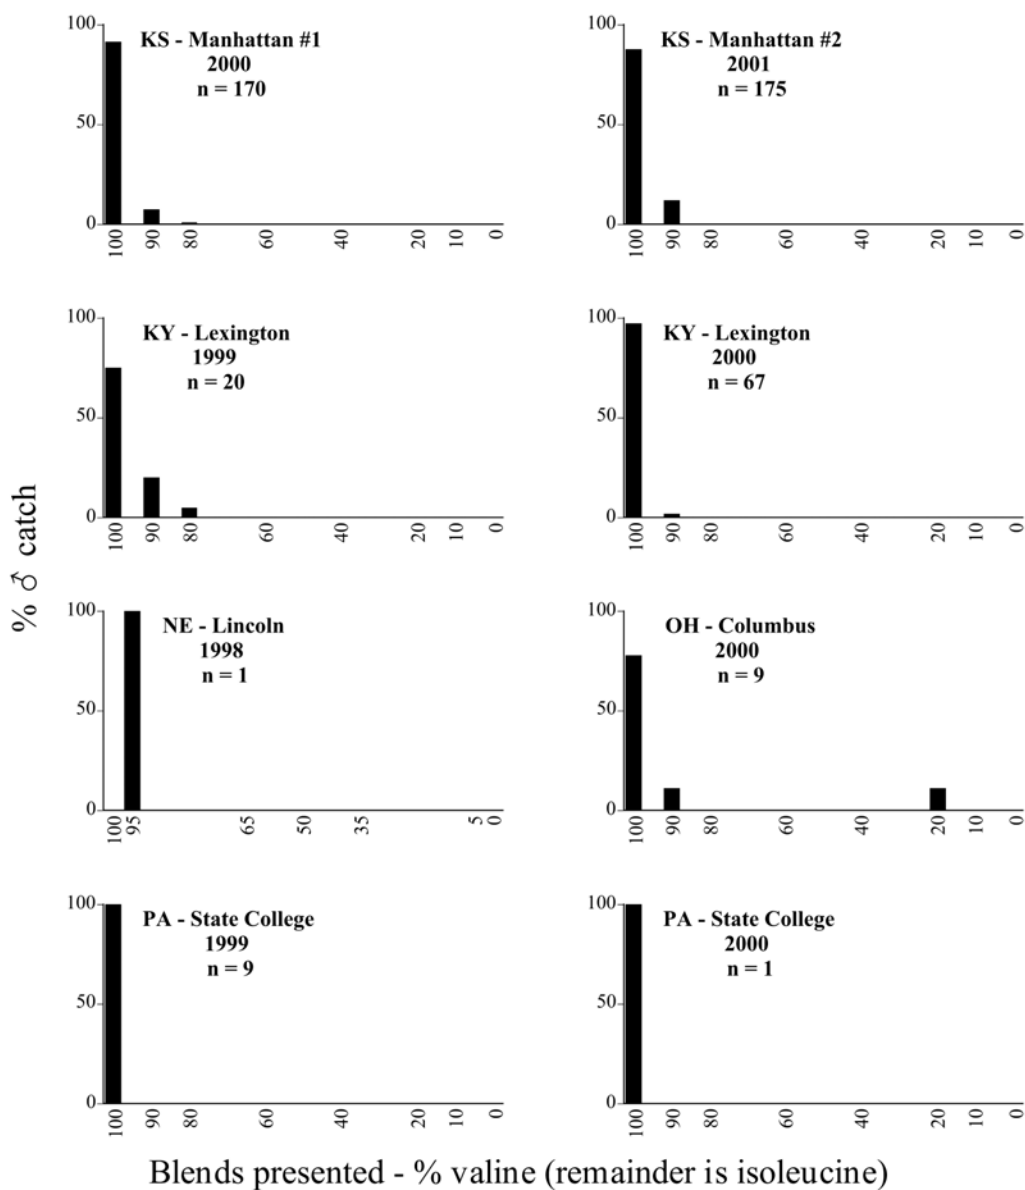 % ♂ catch
100
50
0
KS - Manhattan #1
2000
n = 170
100 90 80 60 40 20 10 0
100
50
0
KS - Manhattan #2
2001
n = 175
100 90 80 60 40 20 10 0
100
50
0
KY - Lexington
1999
n = 20
100 90 80 60 40 20 10 0
100
50
0
KY - Lexington
2000
n = 67
100 90 80 60 40 20 10 0
100
50
0
NE - Lincoln
1998
n = 1
100 95 65 50 35 5 0
100
50
0
OH - Columbus
2000
n = 9
100 90 80 60 40 20 10 0
100
50
0
PA - State College
1999
n = 9
100 90 80 60 40 20 10 0
100
50
0
PA - State College
2000
n = 1
100 90 80 60 40 20 10 0
Blends presented - % valine (remainder is isoleucine)